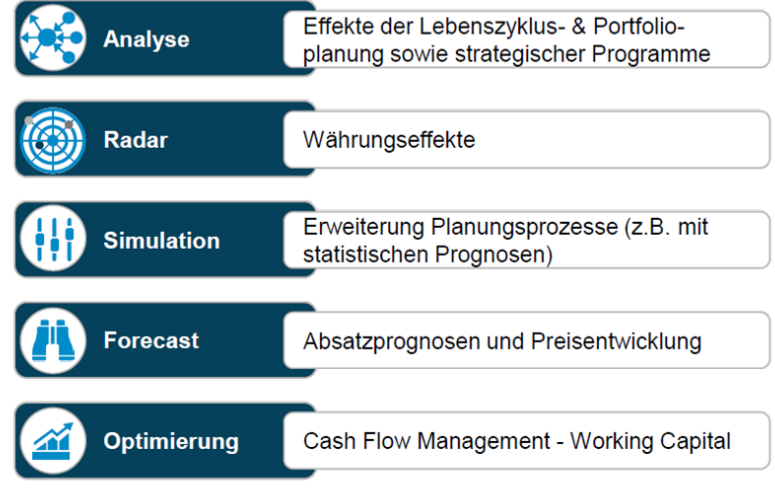 Analyse
Effekte der Lebenszyklus- & Portfolio-
planung sowie strategischer Programme
Radar
Währungseffekte
Simulation
Erweiterung Planungsprozesse (z.B. mit
statistischen Prognosen)
Forecast
Absatzprognosen und Preisentwicklung
Optimierung
Cash Flow Management - Working Capital